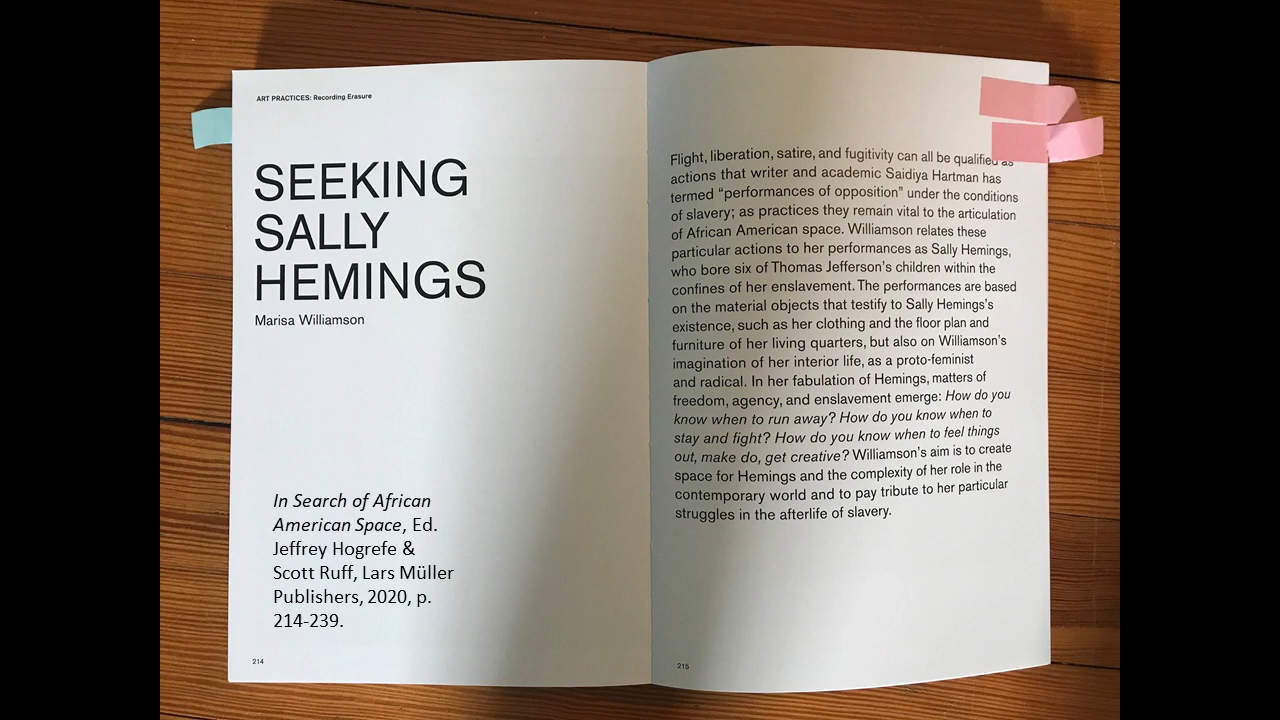 ART PRACTICES: Recording Erasure
SEEKING
SALLY
HEMINGS
Marisa Williamson
In Search of African
American Space, Ed.
Jeffrey Hogrefe &
Scott Ruff, Lars Müller
Publishers, 2020, p.
214-239.
214
Flight, liberation, satire, and fugitivity can all be qualified as
actions that writer and academic Saidiya Hartman has
termed “performances of opposition” under the conditions
of slavery; as practices they remain vital to the articulation
of African American space. Williamson relates these
particular actions to her performances as Sally Hemings,
who bore six of Thomas Jefferson’s children within the
confines of her enslavement. The performances are based
on the material objects that testify to Sally Hemings’s
existence, such as her clothing and the floor plan and
furniture of her living quarters, but also on Williamson’s
imagination of her interior life, as a proto-feminist
and radical. In her fabulation of Hemings, matters of
freedom, agency, and enslavement emerge: How do you
know when to run away? How do you know when to
stay and fight? How do you know when to feel things
out, make do, get creative? Williamson’s aim is to create
space for Hemings and the complexity of her role in the
contemporary world and to pay tribute to her particular
struggles in the afterlife of slavery.
215